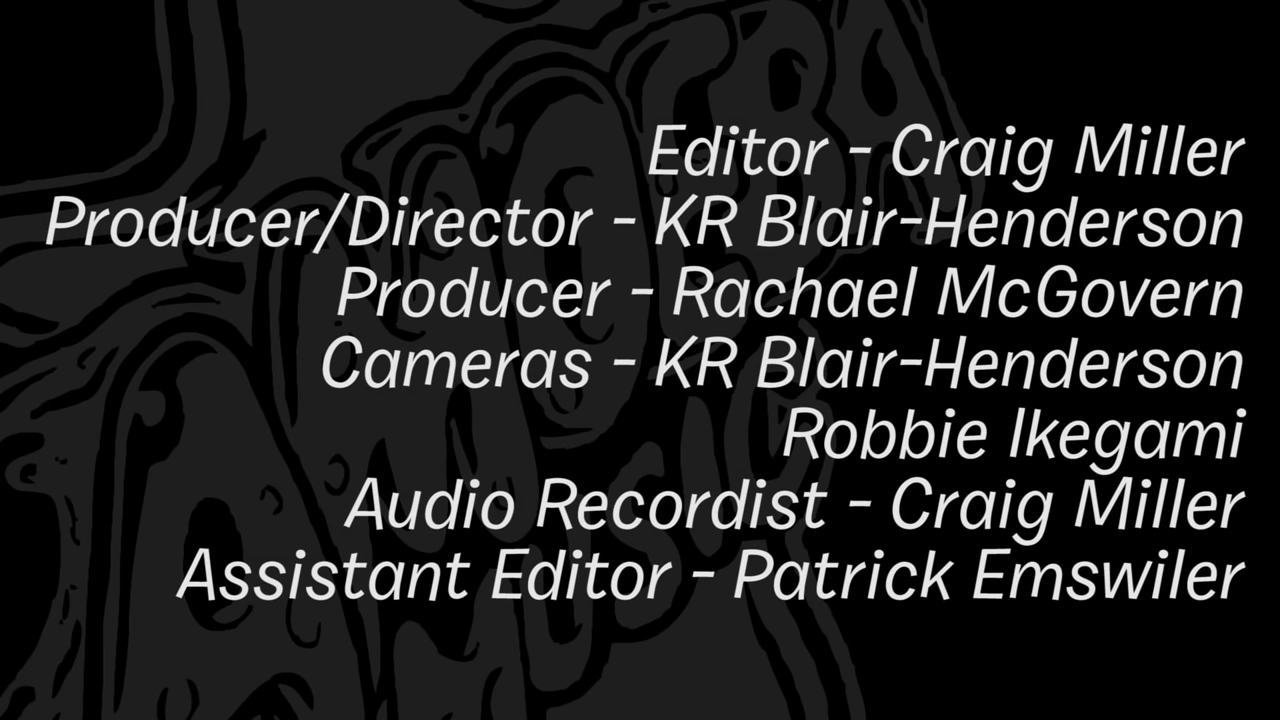 Editor - Craig Miller
Producer/Director - KR Blair-Henderson
Producer - Rachael McGovern
Cameras - KR Blair-Henderson
Robbie Ikegami
Audio Recordist - Craig Miller
Assistant Editor - Patrick Emswiler